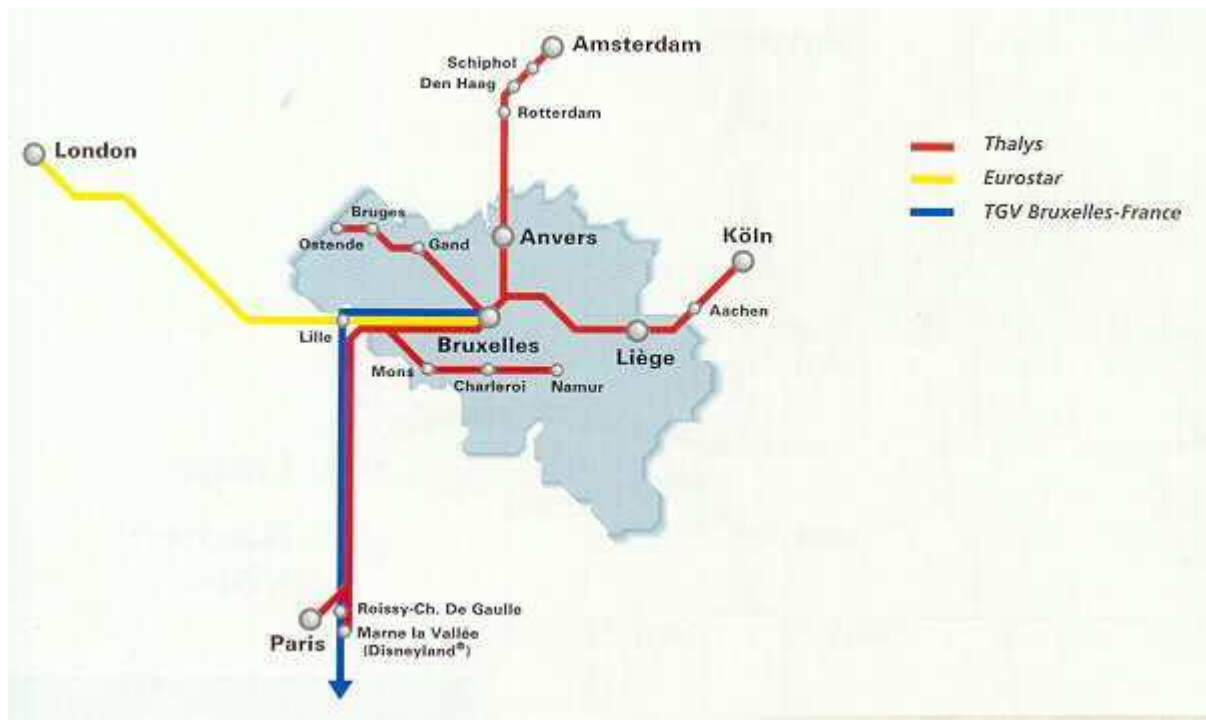 Amsterdam
Schiphol
Den Haag
Rotterdam
London
Thalys
Eurostar
TGV Bruxelles-France
Bruges
Ostende
Gand
Anvers
Köln
Aachen
Lille
Bruxelles
Liège
Mons
Charleroi
Namur
Roissy-Ch. De Gaulle
Paris
Marne la Vallée
(Disneyland®)